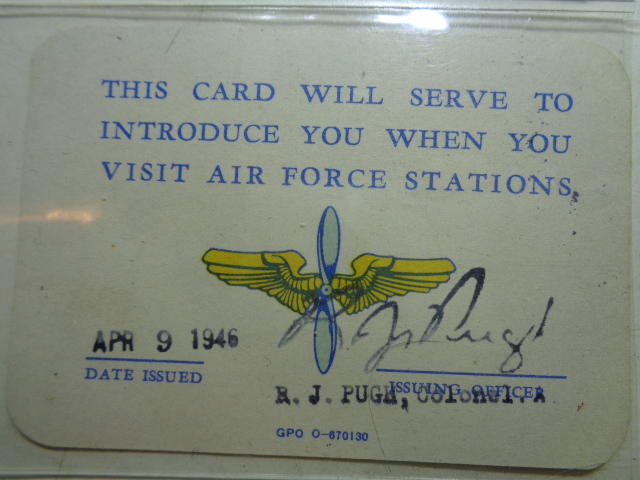 THIS CARD WILL SERVE TO
INTRODUCE YOU WHEN YOU
VISIT AIR FORCE STATIONS.
APR 9 1946
R J Pugh
DATE ISSUED
ISSUING OFFICER
R. J. PUGH, Colonel.
GPO O-670130